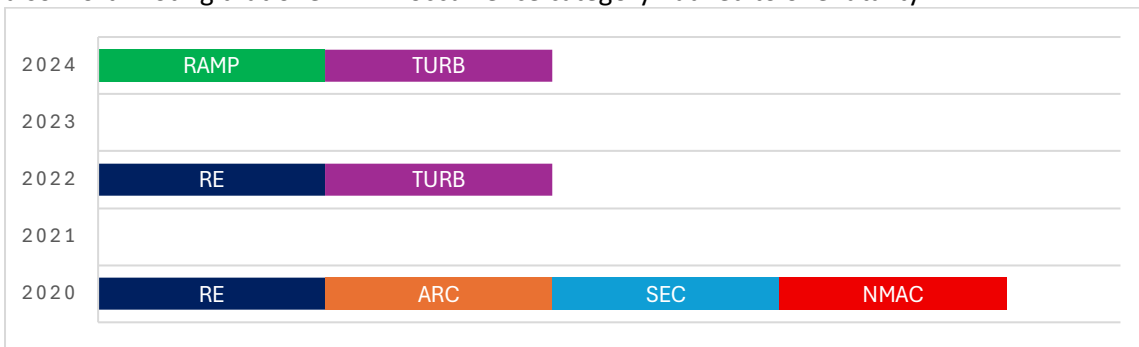 2024 RAMP TURB
2023
2022 RE TURB
2021
2020 RE ARC SEC NMAC